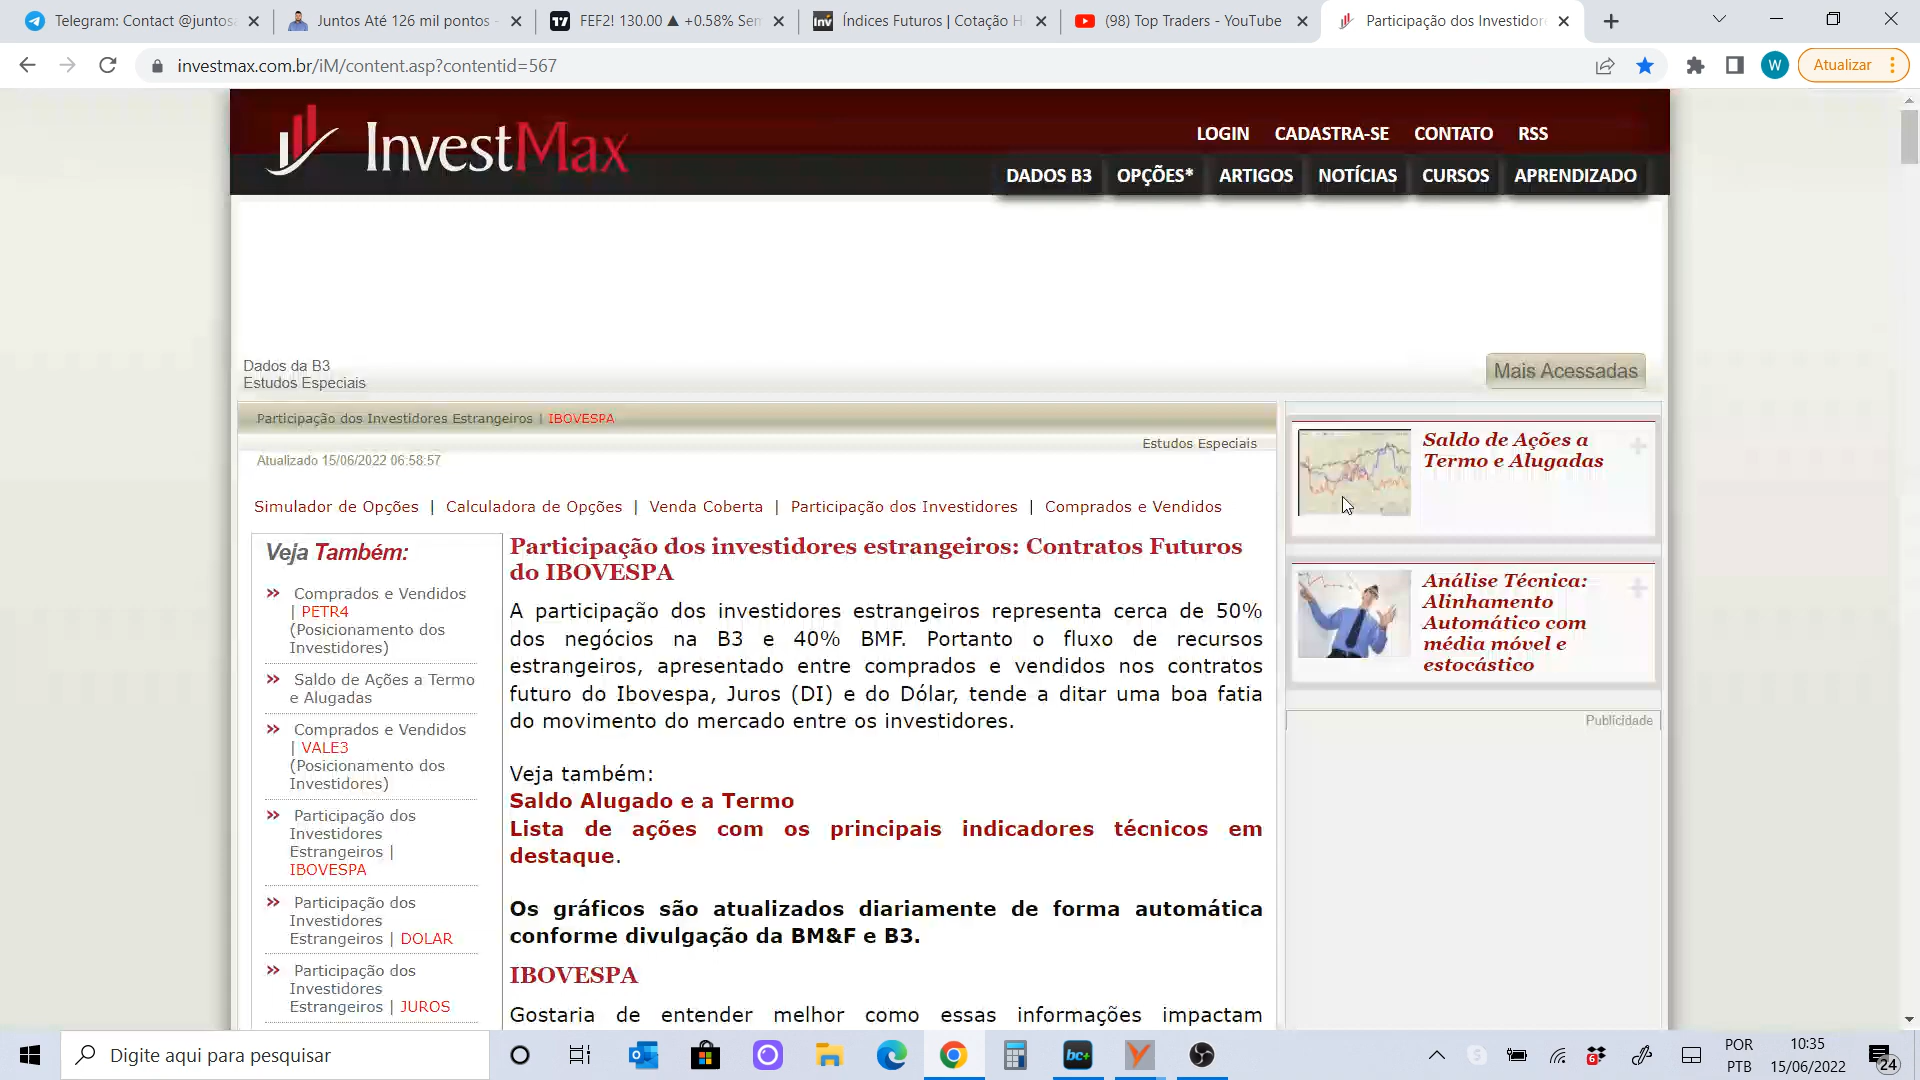 Telegram: Contact @juntosa
Juntos Até 126 mil pontos -
FEF2! 130.00 ▲ +0.58% Sem
Índices Futuros | Cotação H
(98) Top Traders - YouTube
Participação dos Investidore
investmax.com.br/iM/content.asp?contentid=567
W
Atualizar
InvestMax
LOGIN CADASTRA-SE CONTATO RSS
DADOS B3 OPÇÕES* ARTIGOS NOTÍCIAS CURSOS APRENDIZADO
Dados da B3
Estudos Especiais
Mais Acessadas
Participação dos Investidores Estrangeiros | IBOVESPA
Estudos Especiais
Atualizado 15/06/2022 06:58:57
Simulador de Opções | Calculadora de Opções | Venda Coberta | Participação dos Investidores | Comprados e Vendidos
Veja Também:
» Comprados e Vendidos
| PETR4
(Posicionamento dos
Investidores)
» Saldo de Ações a Termo
e Alugadas
» Comprados e Vendidos
| VALE3
(Posicionamento dos
Investidores)
» Participação dos
Investidores
Estrangeiros |
IBOVESPA
» Participação dos
Investidores
Estrangeiros | DOLAR
» Participação dos
Investidores
Estrangeiros | JUROS
Participação dos investidores estrangeiros: Contratos Futuros
do IBOVESPA
A participação dos investidores estrangeiros representa cerca de 50%
dos negócios na B3 e 40% BMF. Portanto o fluxo de recursos
estrangeiros, apresentado entre comprados e vendidos nos contratos
futuro do Ibovespa, Juros (DI) e do Dólar, tende a ditar uma boa fatia
do movimento do mercado entre os investidores.
Veja também:
Saldo Alugado e a Termo
Lista de ações com os principais indicadores técnicos em
destaque.
Os gráficos são atualizados diariamente de forma automática
conforme divulgação da BM&F e B3.
IBOVESPA
Gostaria de entender melhor como essas informações impactam
Saldo de Ações a
Termo e Alugadas
Análise Técnica:
Alinhamento
Automático com
média móvel e
estocástico
Publicidade
Digite aqui para pesquisar
bc+
6
POR
PTB
10:35
15/06/2022
24